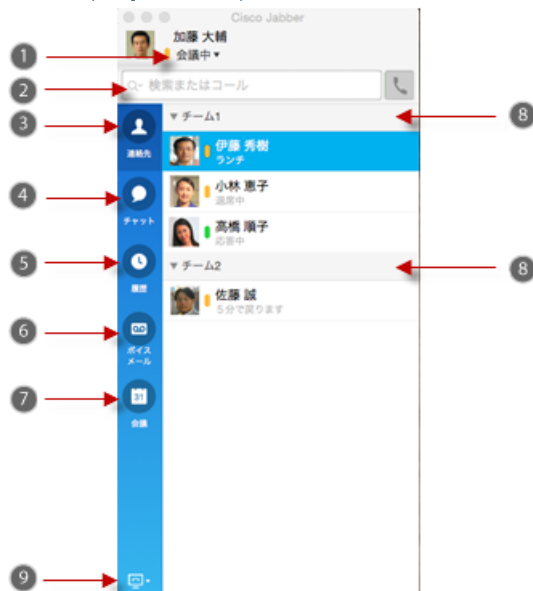 Cisco Jabber
加藤 大輔
1
会議中▼
2
検索またはコール
3
連絡先
▼ チーム1
8
伊藤 秀樹
ランチ
4
チャット
小林 恵子
退席中
高橋 順子
応答中
5
履歴
▼ チーム2
8
佐藤 誠
5分で戻ります
6
ボイス
メール
7
31
会議
9